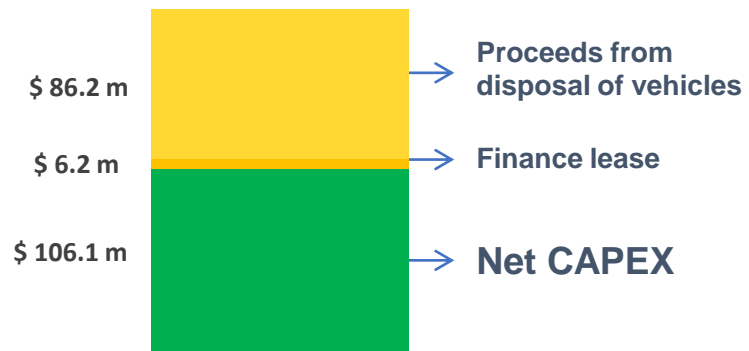 $ 86.2 m
Proceeds from
disposal of vehicles
$ 6.2 m
Finance lease
$ 106.1 m
Net CAPEX